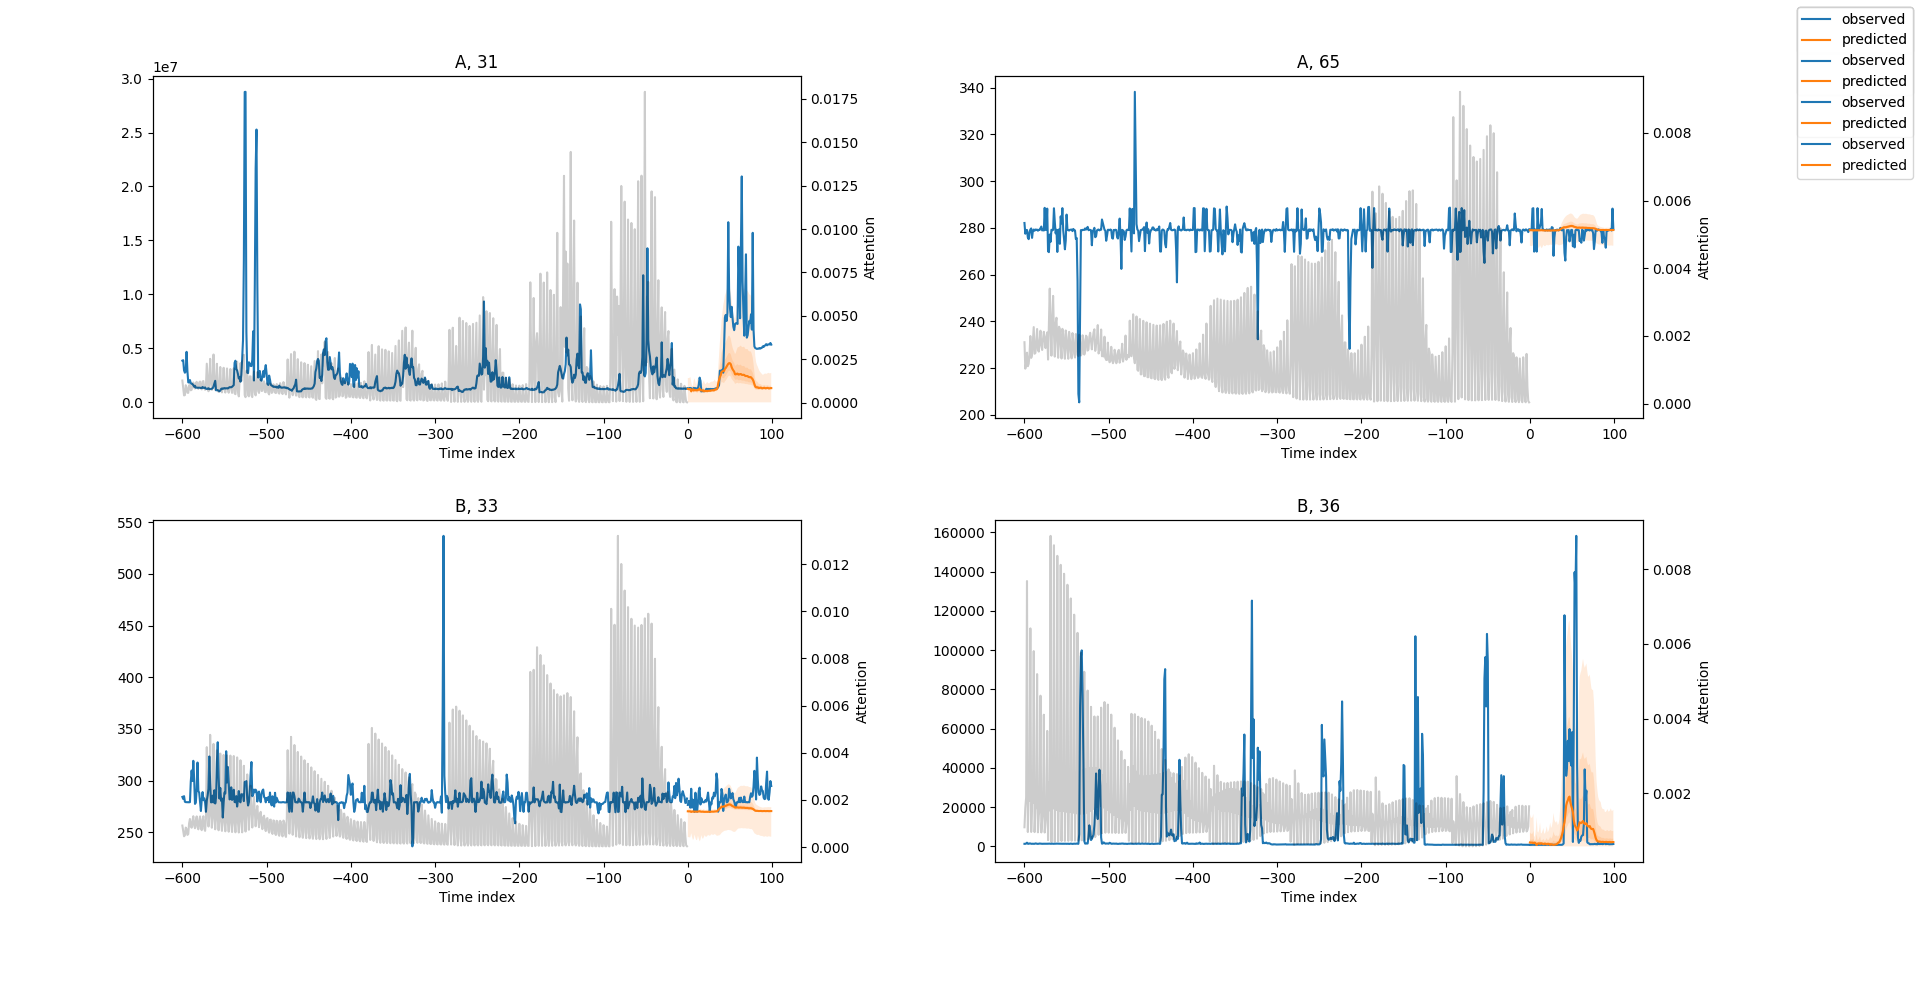 observed
predicted
observed
predicted
observed
predicted
observed
predicted
A, 31
1e7
3.0
2.5
2.0
1.5
1.0
0.5
0.0
0.0175
0.0150
0.0125
0.0100
0.0075
0.0050
0.0025
0.0000
Attention
−600 −500 −400 −300 −200 −100 0 100
Time index
A, 65
340
320
300
280
260
240
220
200
0.008
0.006
0.004
0.002
0.000
Attention
−600 −500 −400 −300 −200 −100 0 100
Time index
B, 33
550
500
450
400
350
300
250
0.012
0.010
0.008
0.006
0.004
0.002
0.000
Attention
−600 −500 −400 −300 −200 −100 0 100
Time index
B, 36
160000
140000
120000
100000
80000
60000
40000
20000
0
0.008
0.006
0.004
0.002
Attention
−600 −500 −400 −300 −200 −100 0 100
Time index